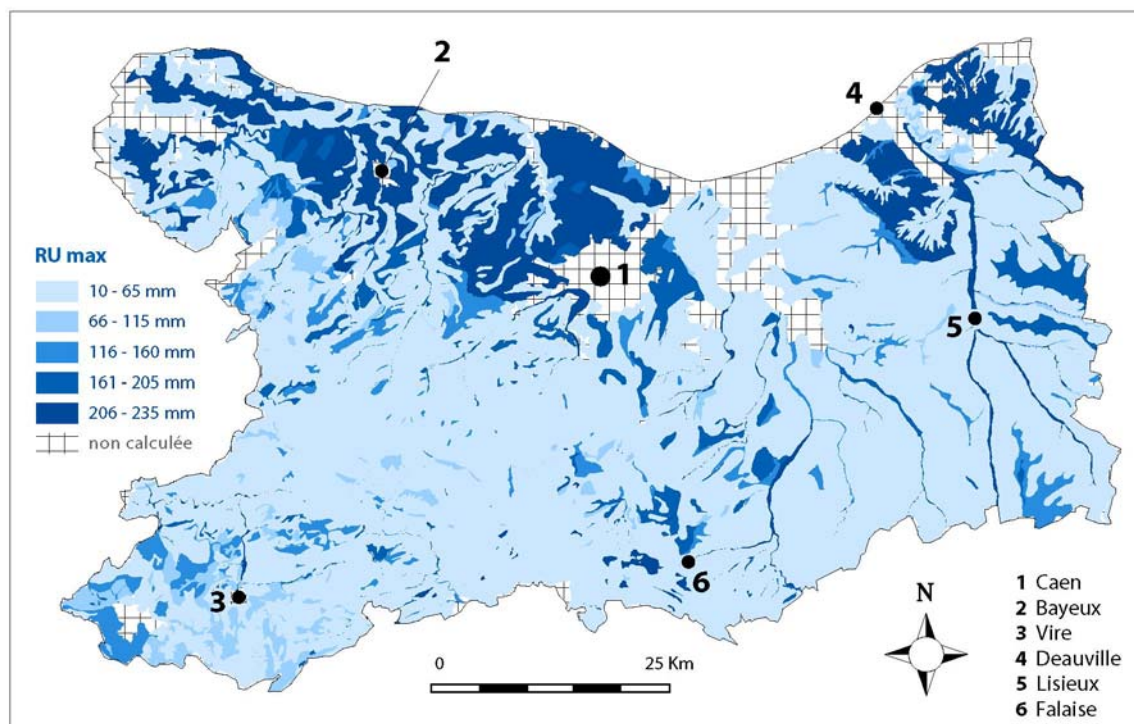 2
4
1
5
3
6
RU max
10 - 65 mm
66 - 115 mm
116 - 160 mm
161 - 205 mm
206 - 235 mm
non calculée
0 25 Km
N
1 Caen
2 Bayeux
3 Vire
4 Deauville
5 Lisieux
6 Falaise